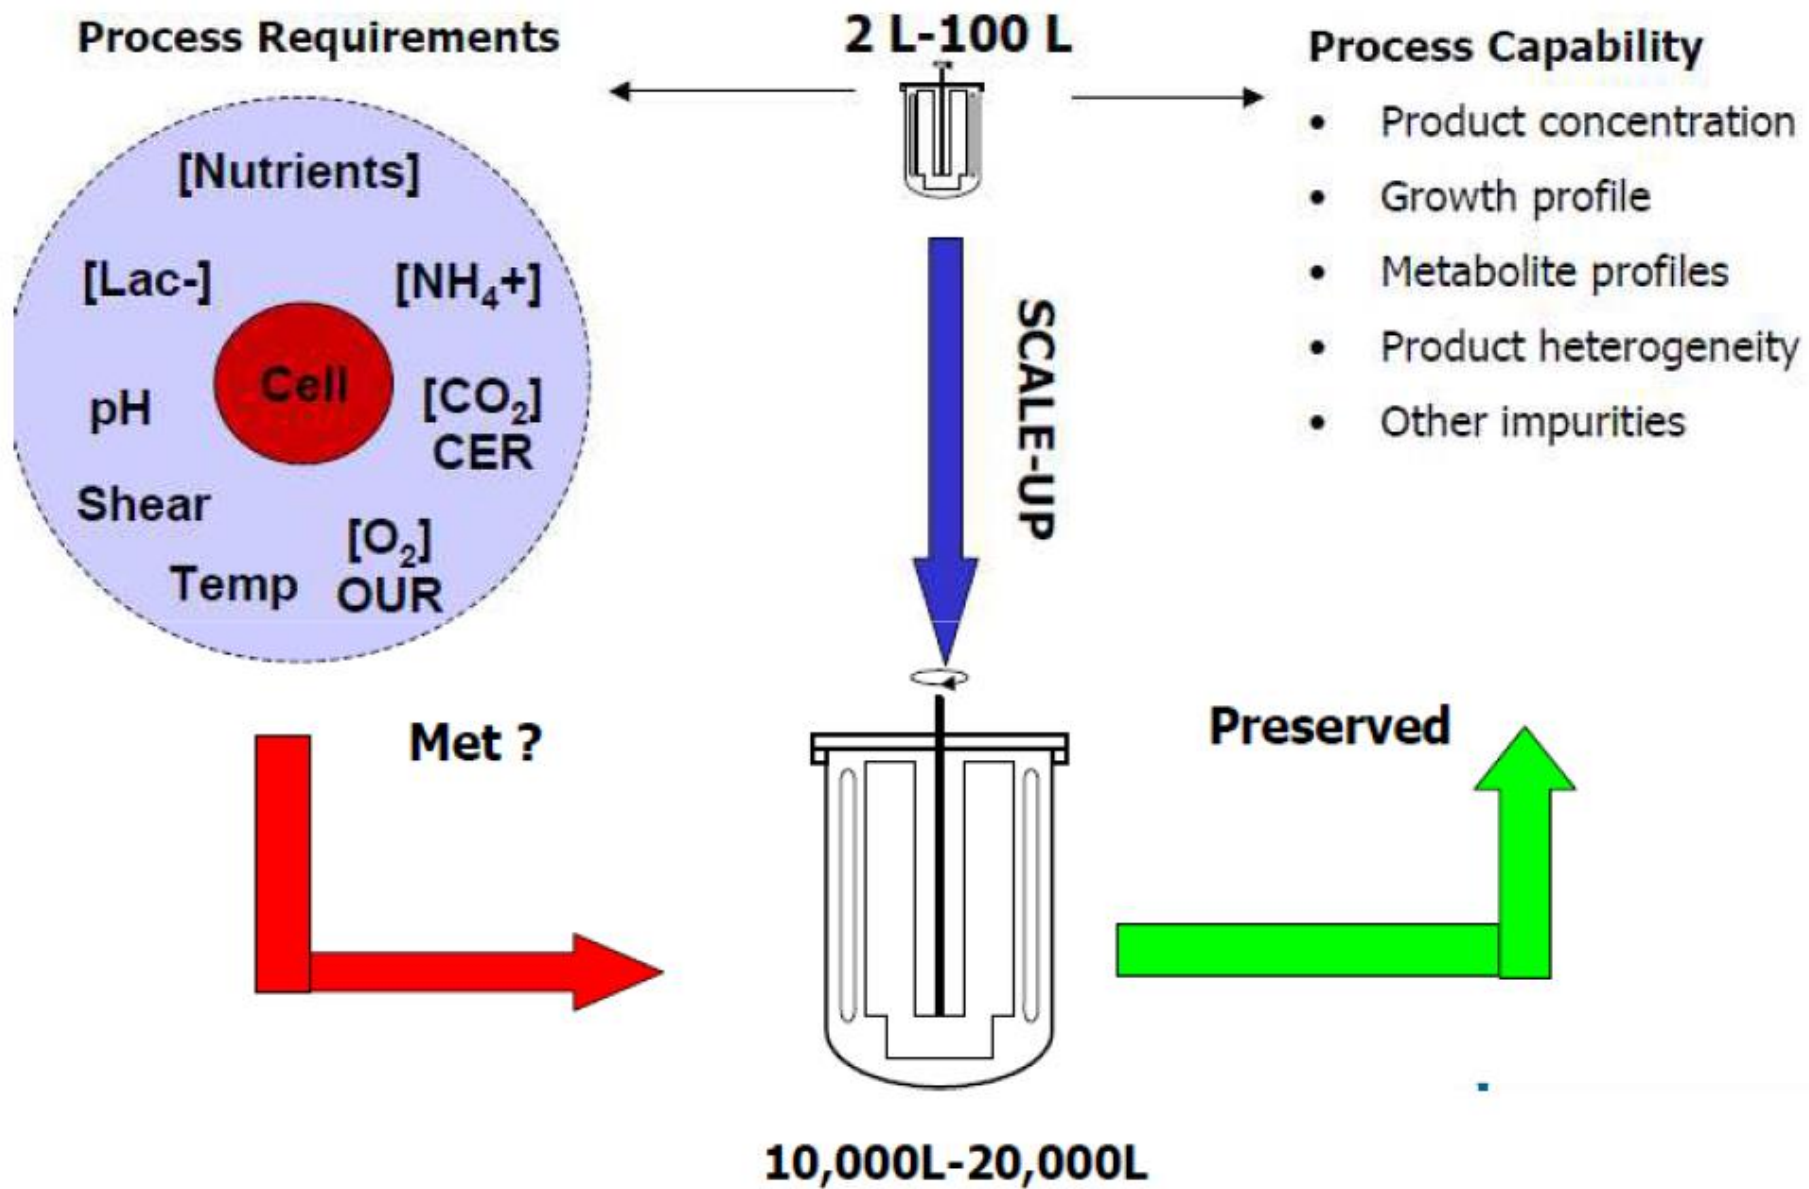 Process Requirements
[Nutrients]
[Lac-]
[NH₄+]
Cell
pH
[CO₂]
CER
Shear
[O₂]
OUR
Temp
2 L-100 L
SCALE-UP
Process Capability
• Product concentration
• Growth profile
• Metabolite profiles
• Product heterogeneity
• Other impurities
Met ?
Preserved
10,000L-20,000L